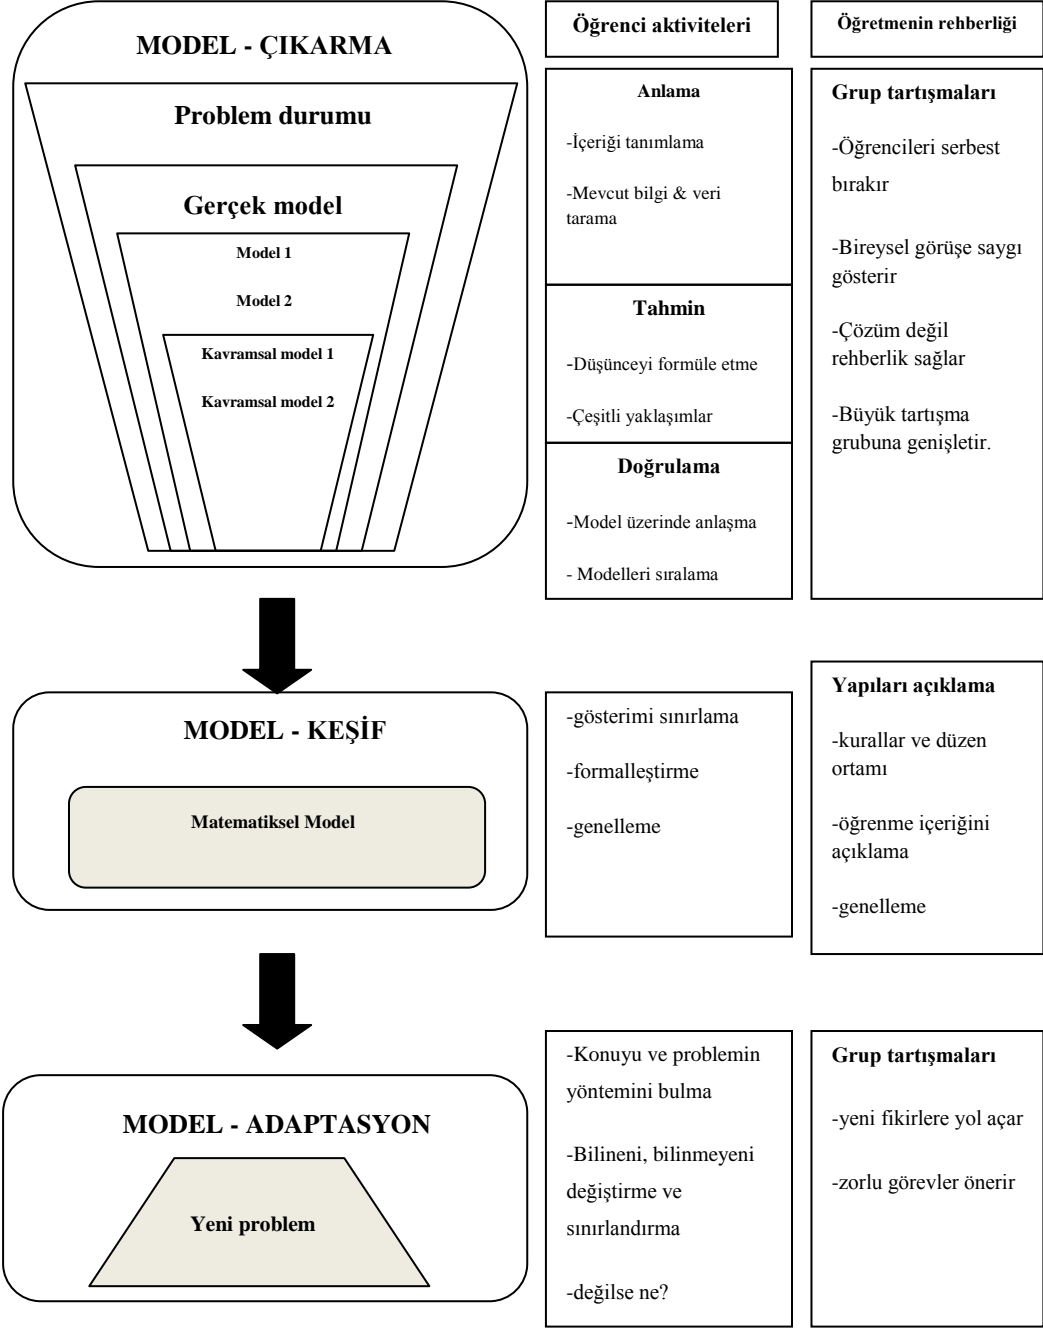 MODEL - ÇIKARMA
Problem durumu
Gerçek model
Model 1
Model 2
Kavramsal model 1
Kavramsal model 2
Öğrenci aktiviteleri
Anlama
-İçeriği tanımlama
-Mevcut bilgi & veri
tarama
Tahmin
-Düşünceyi formüle etme
-Çeşitli yaklaşımlar
Doğrulama
-Model üzerinde anlaşma
- Modelleri sıralama
Öğretmenin rehberliği
Grup tartışmaları
-Öğrencileri serbest
bırakır
-Bireysel görüşe saygı
gösterir
-Çözüm değil
rehberlik sağlar
-Büyük tartışma
grubuna genişletir.
MODEL - KEŞİF
Matematiksel Model
-gösterimi sınırlama
-formalleştirme
-genelleme
Yapıları açıklama
-kurallar ve düzen
ortamı
-öğrenme içeriğini
açıklama
-genelleme
MODEL - ADAPTASYON
Yeni problem
-Konuyu ve problemin
yöntemini bulma
-Bilineni, bilinmeyeni
değiştirme ve
sınırlandırma
-değilse ne?
Grup tartışmaları
-yeni fikirlere yol açar
-zorlu görevler önerir